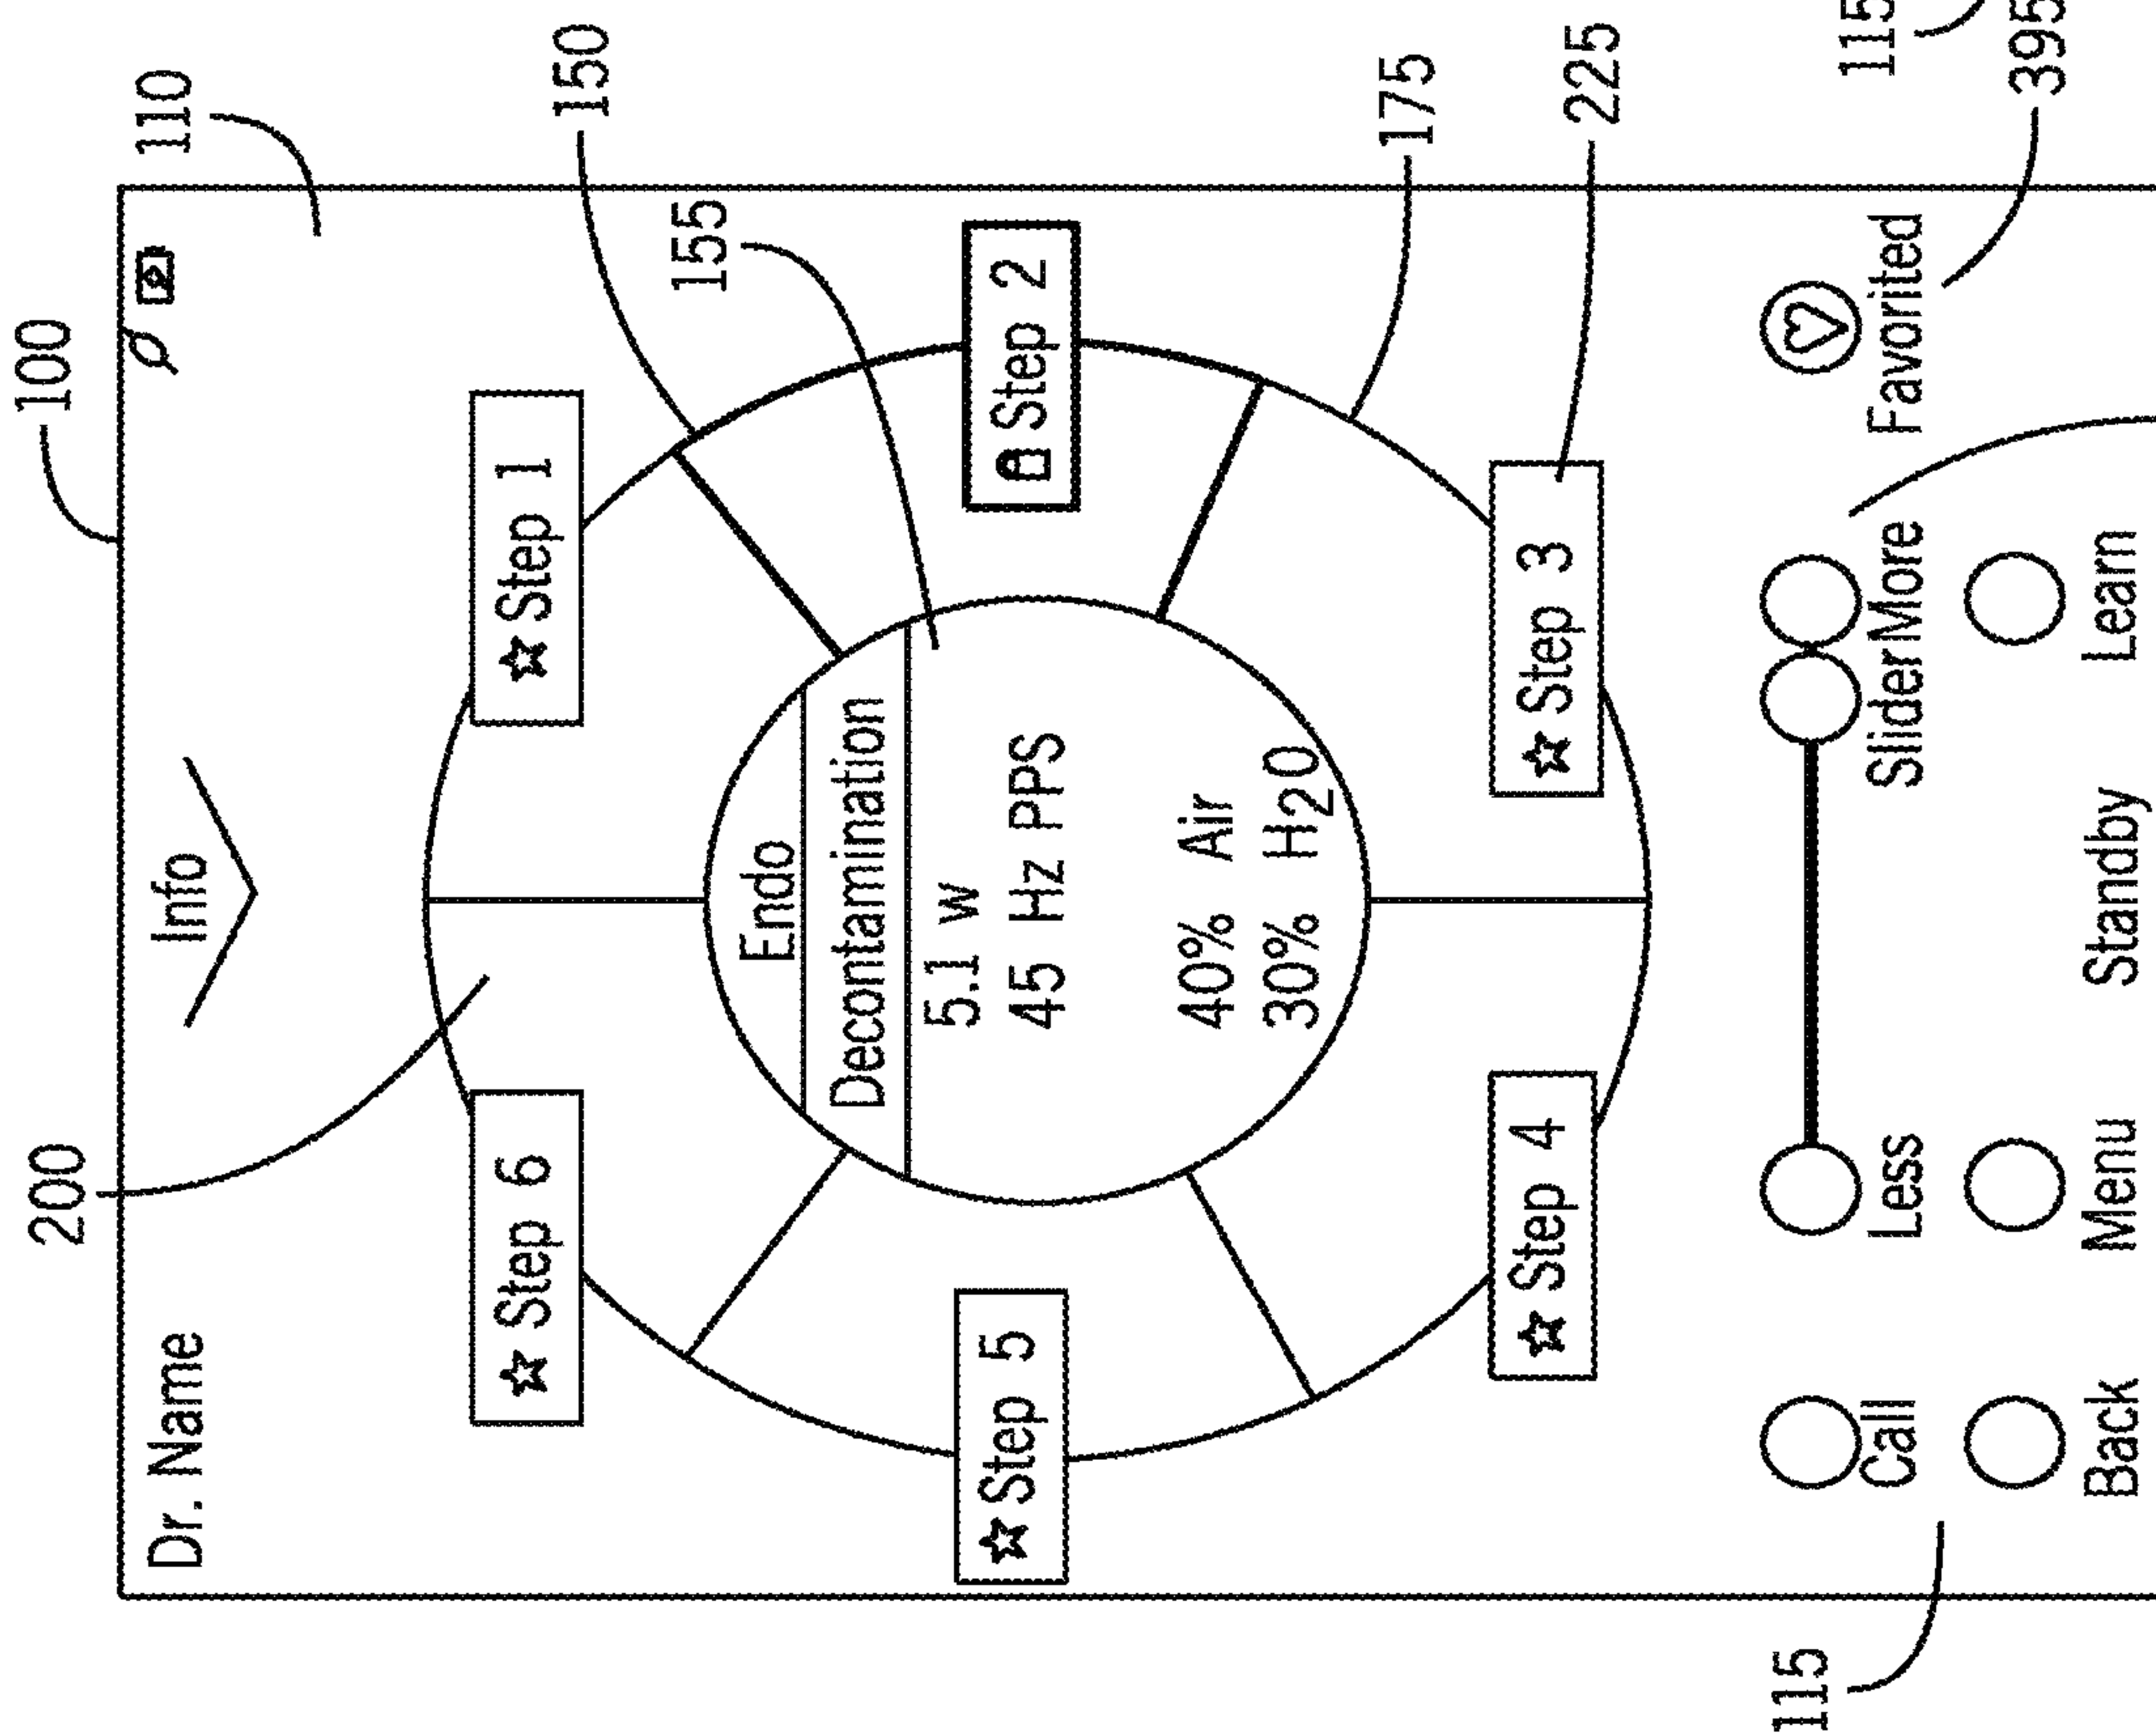 100
200
110
Dr. Name
Info
150
☆ Step 6
☆ Step 1
155
Endo
Decontamination
5.1 w
45 Hz PPS
40% Air
30% H₂O
☆ Step 5
Step 2
175
225
☆ Step 4
☆ Step 3
115
115
Call
Less
Slider
More
Favorited
395
Back
Menu
Standby
Learn